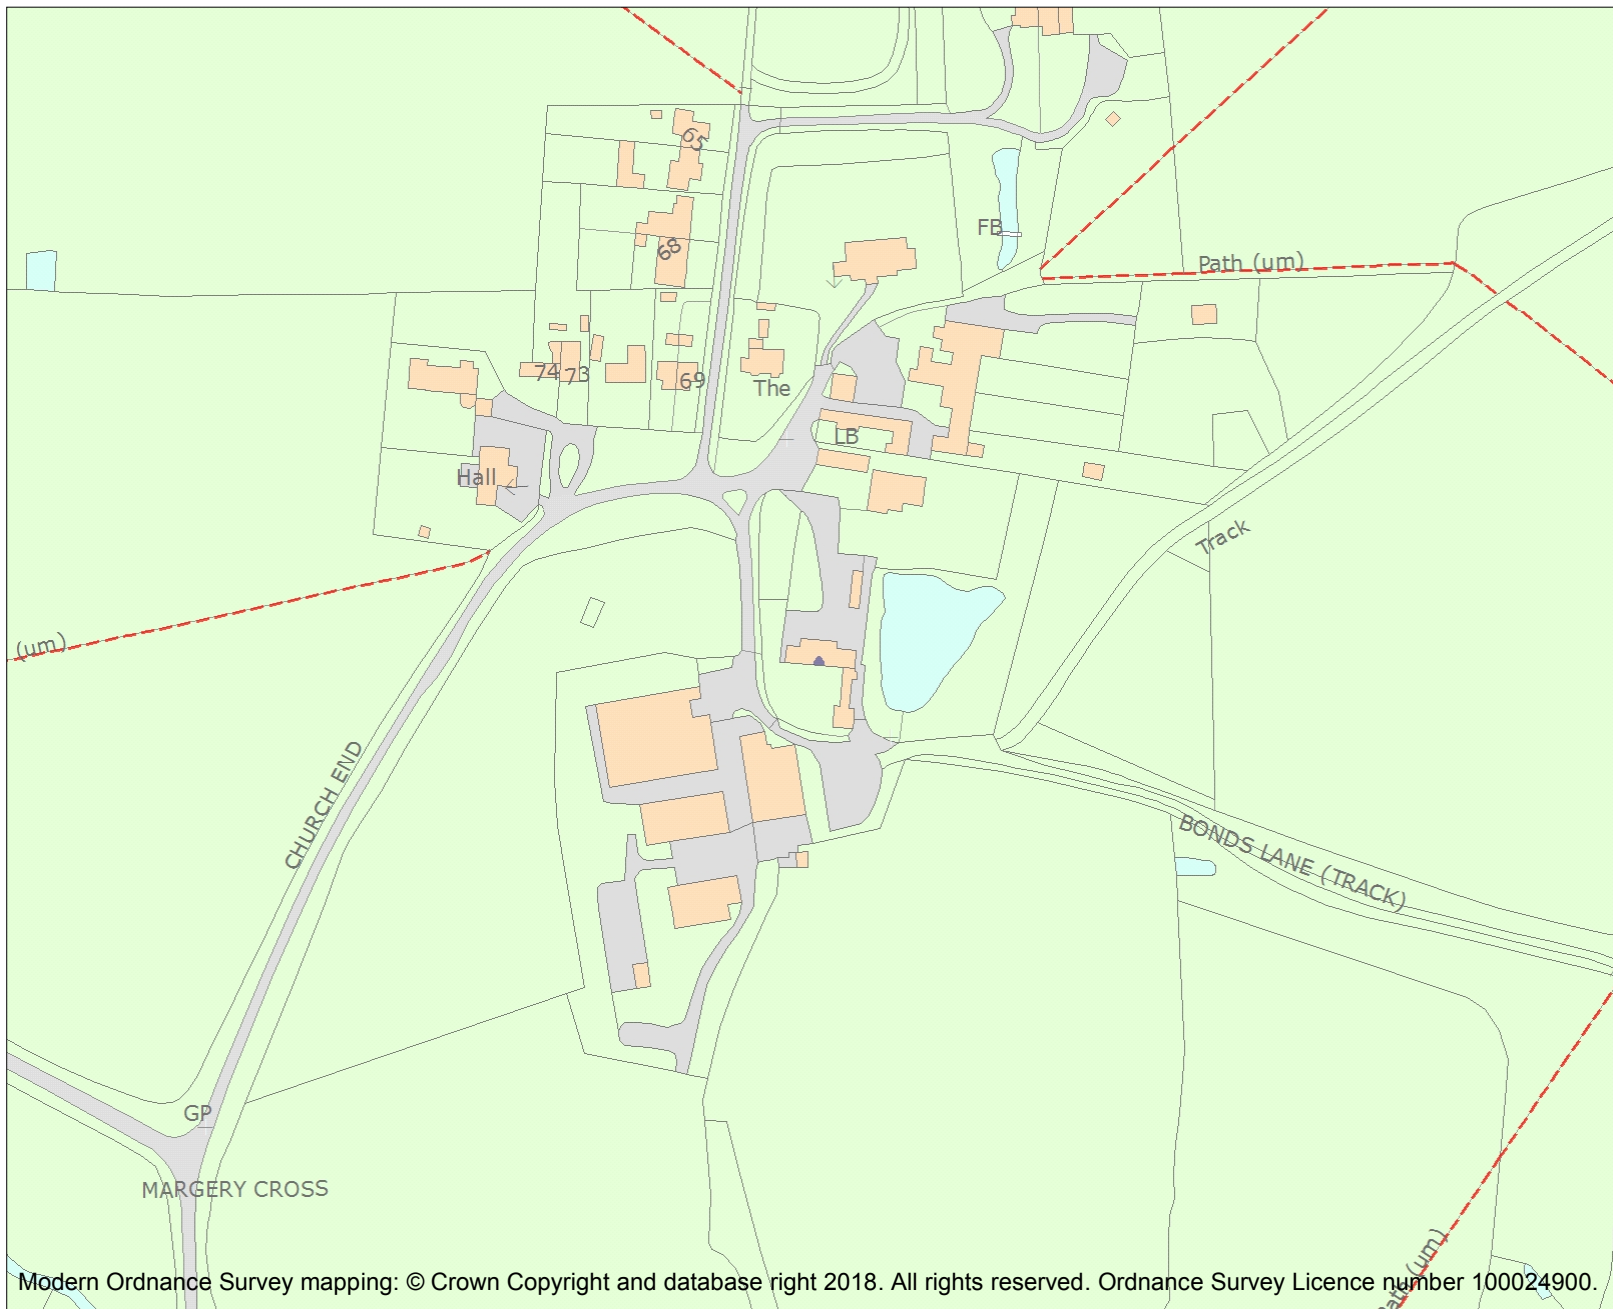 65
FB
68
Path (um)
74
73
69
The
LB
Hall
Track
(um)
CHURCH END
BONDS LANE (TRACK)
GP
MARGERY CROSS
Path (um)
Modern Ordnance Survey mapping: © Crown Copyright and database right 2018. All rights reserved. Ordnance Survey Licence number 100024900.